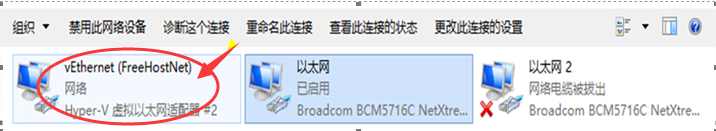 组织 禁用此网络设备 诊断这个连接 重命名此连接 查看此连接的状态 更改此连接的设置
vEthernet (FreeHostNet)
网络
Hyper-V 虚拟以太网适配器 #2
以太网
已启用
Broadcom BCM5716C NetXtre...
以太网 2
网络电缆被拔出
Broadcom BCM5716C NetXtre...